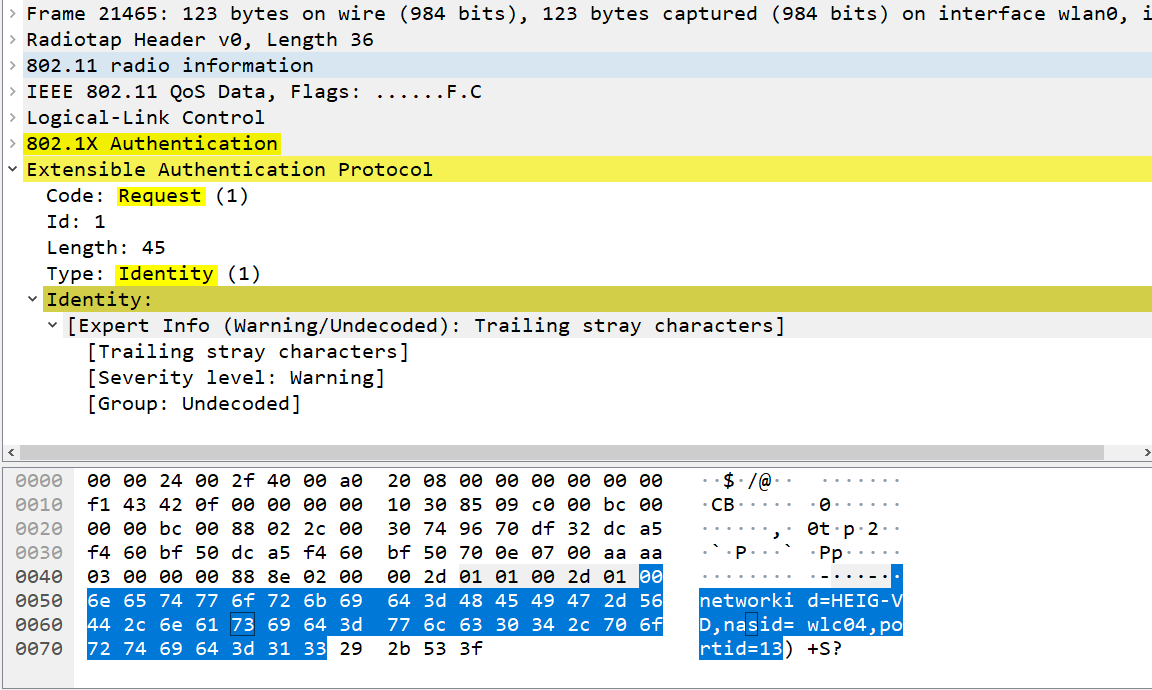 Frame 21465: 123 bytes on wire (984 bits), 123 bytes captured (984 bits) on interface wlan0, i
Radiotap Header v0, Length 36
802.11 radio information
IEEE 802.11 QoS Data, Flags: ......F.C
Logical-Link Control
802.1X Authentication
Extensible Authentication Protocol
Code: Request (1)
Id: 1
Length: 45
Type: Identity (1)
Identity:
[Expert Info (Warning/Undecoded): Trailing stray characters]
[Trailing stray characters]
[Severity level: Warning]
[Group: Undecoded]
0000 00 00 24 00 2f 40 00 a0 20 08 00 00 00 00 00 00 ··$·/@·· ·······
0010 f1 43 42 0f 00 00 00 00 10 30 85 09 c0 00 bc 00 ·CB····· ·0······
0020 00 00 bc 00 88 02 2c 00 30 74 96 70 df 32 dc a5 ······,· 0t·p·2··
0030 f4 60 bf 50 dc a5 f4 60 bf 50 70 0e 07 00 aa aa ·`·P···` ·Pp·····
0040 03 00 00 00 88 8e 02 00 00 2d 01 01 00 2d 01 00 ········ ·-···-··
0050 6e 65 74 77 6f 72 6b 69 64 3d 48 45 49 47 2d 56 networki d=HEIG-V
0060 44 2c 6e 61 73 69 64 3d 77 6c 63 30 34 2c 70 6f D,nasid= wlc04,po
0070 72 74 69 64 3d 31 33 29 2b 53 3f rtid=13) +S?